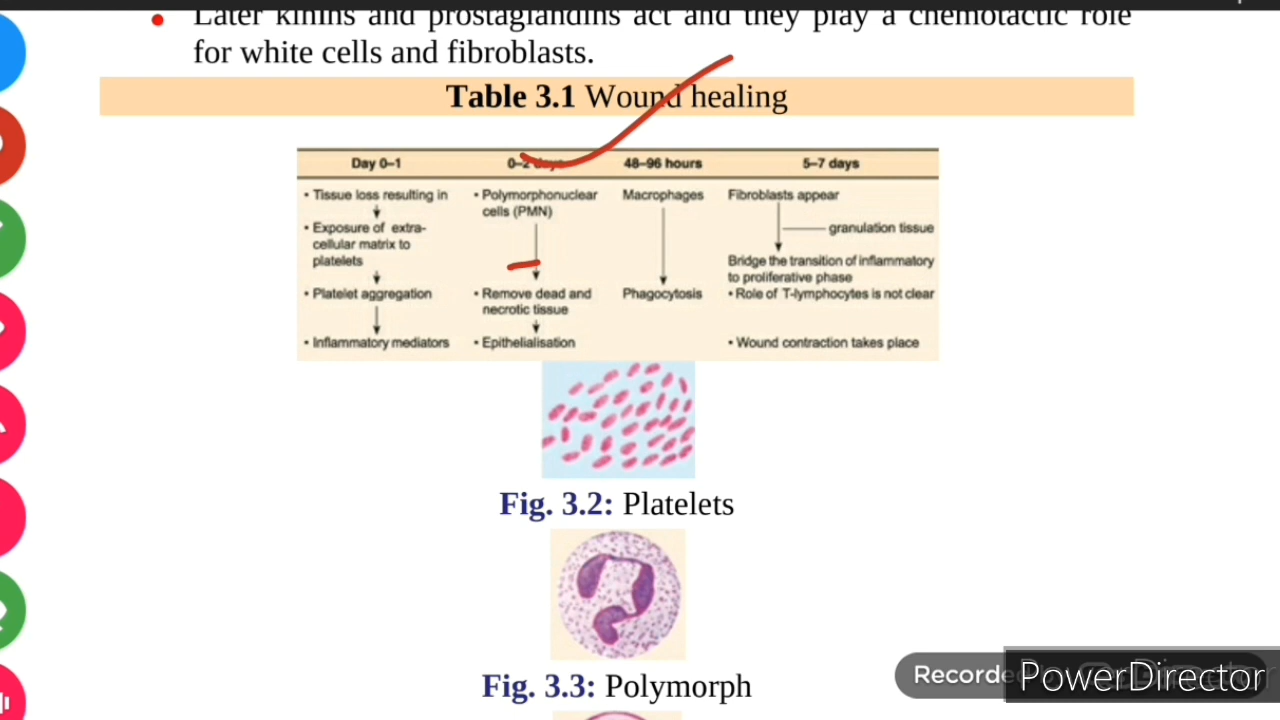 Later kinins and prostaglandins act and they play a chemotactic role
for white cells and fibroblasts.
Table 3.1 Wound healing
Day 0–1
0–2 days
48–96 hours
5–7 days
• Tissue loss resulting in
• Exposure of extra-
cellular matrix to
platelets
• Platelet aggregation
• Inflammatory mediators
• Polymorphonuclear
cells (PMN)
• Remove dead and
necrotic tissue
• Epithelialisation
Macrophages
Phagocytosis
Fibroblasts appear
granulation tissue
Bridge the transition of inflammatory
to proliferative phase
• Role of T-lymphocytes is not clear
• Wound contraction takes place
Fig. 3.2: Platelets
Fig. 3.3: Polymorph
Recorded
PowerDirector